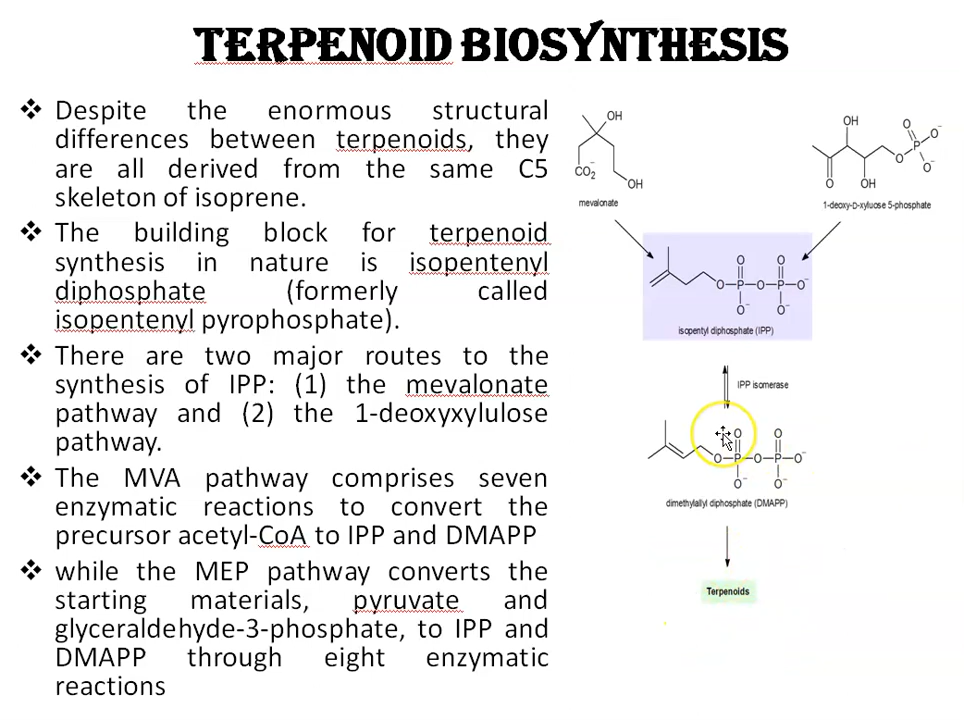 TERPENOID BIOSYNTHESIS
❖ Despite the enormous structural
differences between terpenoids, they
are all derived from the same C5
skeleton of isoprene.
❖ The building block for terpenoid
synthesis in nature is isopentenyl
diphosphate (formerly called
isopentenyl pyrophosphate).
❖ There are two major routes to the
synthesis of IPP: (1) the mevalonate
pathway and (2) the 1-deoxyxylulose
pathway.
❖ The MVA pathway comprises seven
enzymatic reactions to convert the
precursor acetyl-CoA to IPP and DMAPP
❖ while the MEP pathway converts the
starting materials, pyruvate and
glyceraldehyde-3-phosphate, to IPP and
DMAPP through eight enzymatic
reactions
OH
CO₂⁻
OH
mevalonate
OH
O
P
O⁻
O
O⁻
O
OH
1-deoxy-D-xyluose 5-phosphate
O O
O–P–O–P–O⁻
O⁻ O⁻
isopentyl diphosphate (IPP)
IPP isomerase
O O
O–P–O–P–O⁻
O⁻ O⁻
dimethylallyl diphosphate (DMAPP)
Terpenoids